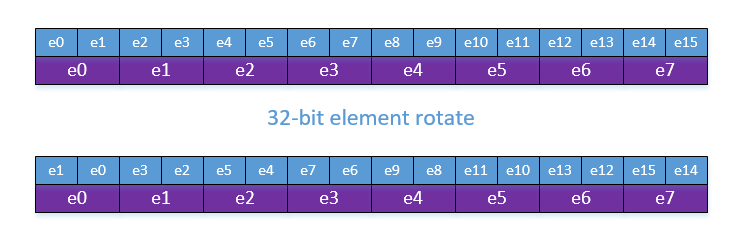 e0 e1 e2 e3 e4 e5 e6 e7 e8 e9 e10 e11 e12 e13 e14 e15
e0 e1 e2 e3 e4 e5 e6 e7
32-bit element rotate
e1 e0 e3 e2 e5 e4 e7 e6 e9 e8 e11 e10 e13 e12 e15 e14
e0 e1 e2 e3 e4 e5 e6 e7